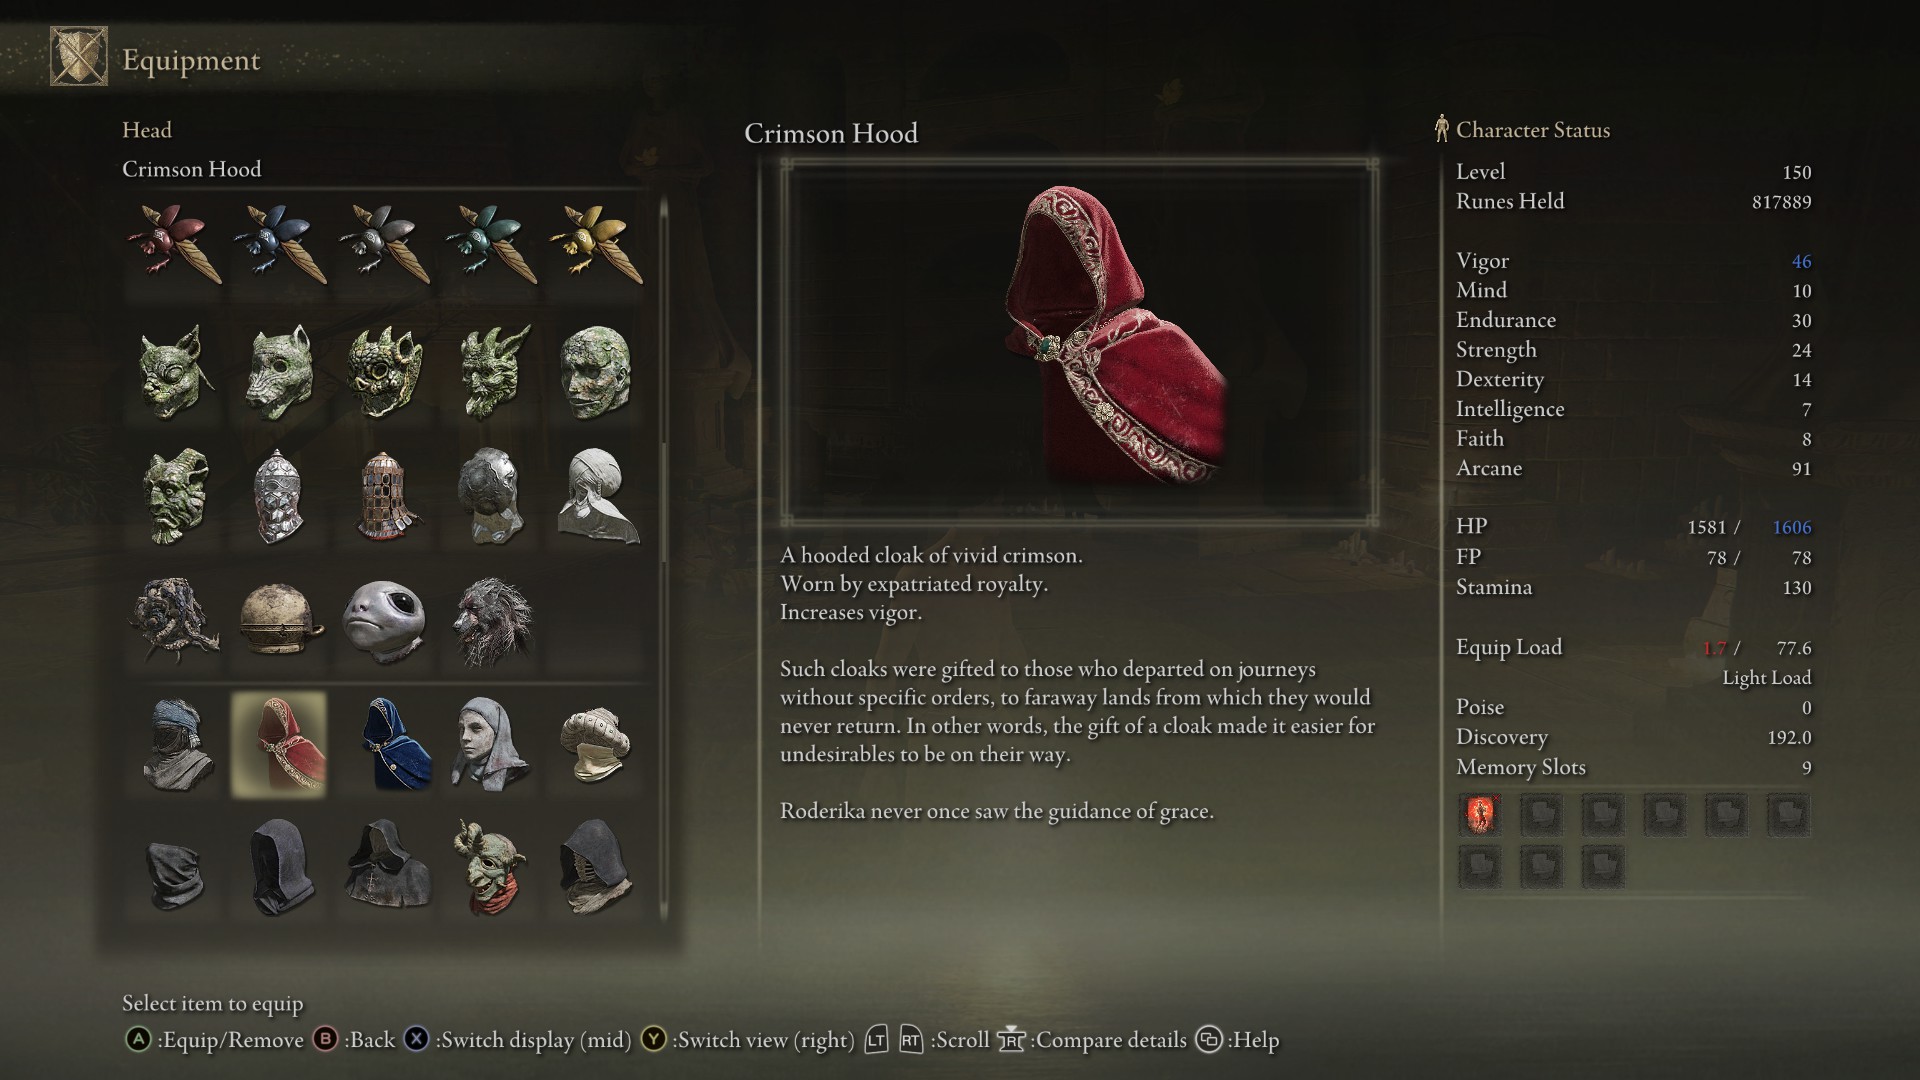 Equipment
Head
Crimson Hood
Crimson Hood
A hooded cloak of vivid crimson.
Worn by expatriated royalty.
Increases vigor.
Such cloaks were gifted to those who departed on journeys
without specific orders, to faraway lands from which they would
never return. In other words, the gift of a cloak made it easier for
undesirables to be on their way.
Roderika never once saw the guidance of grace.
Character Status
Level 150
Runes Held 817889
Vigor 46
Mind 10
Endurance 30
Strength 24
Dexterity 14
Intelligence 7
Faith 8
Arcane 91
HP 1581 / 1606
FP 78 / 78
Stamina 130
Equip Load 1.7 / 77.6
Light Load
Poise 0
Discovery 192.0
Memory Slots 9
Select item to equip
A :Equip/Remove B :Back X :Switch display (mid) Y :Switch view (right) LT RT :Scroll R :Compare details :Help